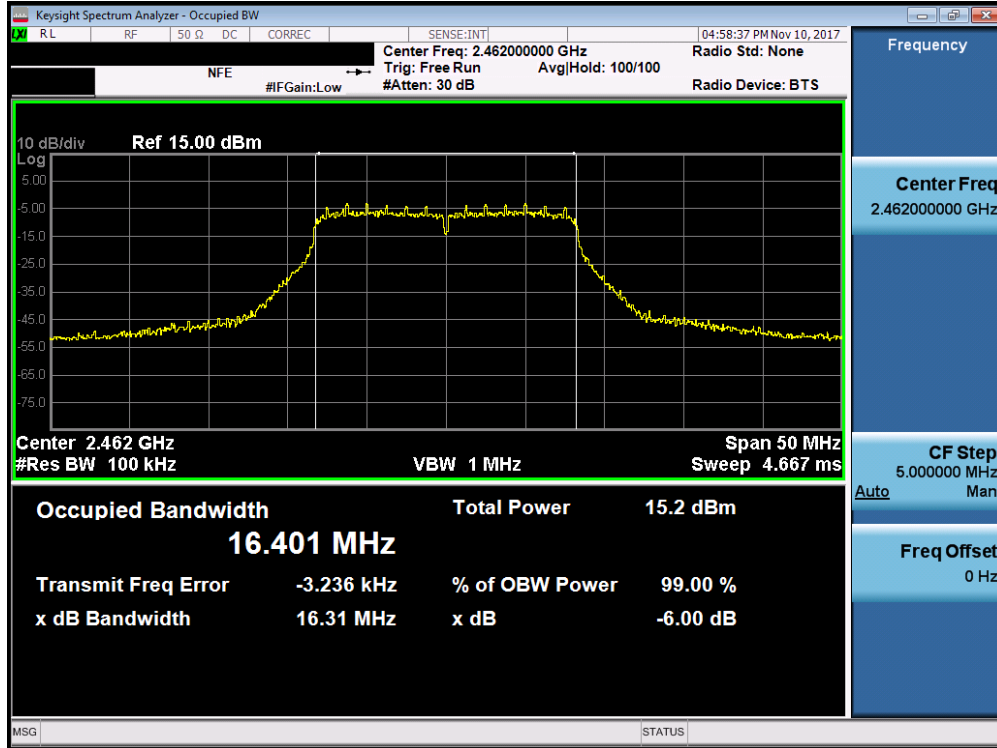 Keysight Spectrum Analyzer - Occupied BW
LXI RL RF 50 Ω DC CORREC SENSE:INT 04:58:37 PM Nov 10, 2017
Center Freq: 2.462000000 GHz Radio Std: None
NFE Trig: Free Run Avg|Hold: 100/100
#IFGain:Low #Atten: 30 dB Radio Device: BTS
10 dB/div Ref 15.00 dBm
Log
5.00
-5.00
-15.0
-25.0
-35.0
-45.0
-55.0
-65.0
-75.0
Center 2.462 GHz Span 50 MHz
#Res BW 100 kHz VBW 1 MHz Sweep 4.667 ms
Occupied Bandwidth Total Power 15.2 dBm
16.401 MHz
Transmit Freq Error -3.236 kHz % of OBW Power 99.00 %
x dB Bandwidth 16.31 MHz x dB -6.00 dB
MSG STATUS
Frequency
Center Freq
2.462000000 GHz
CF Step
5.000000 MHz
Auto Man
Freq Offset
0 Hz